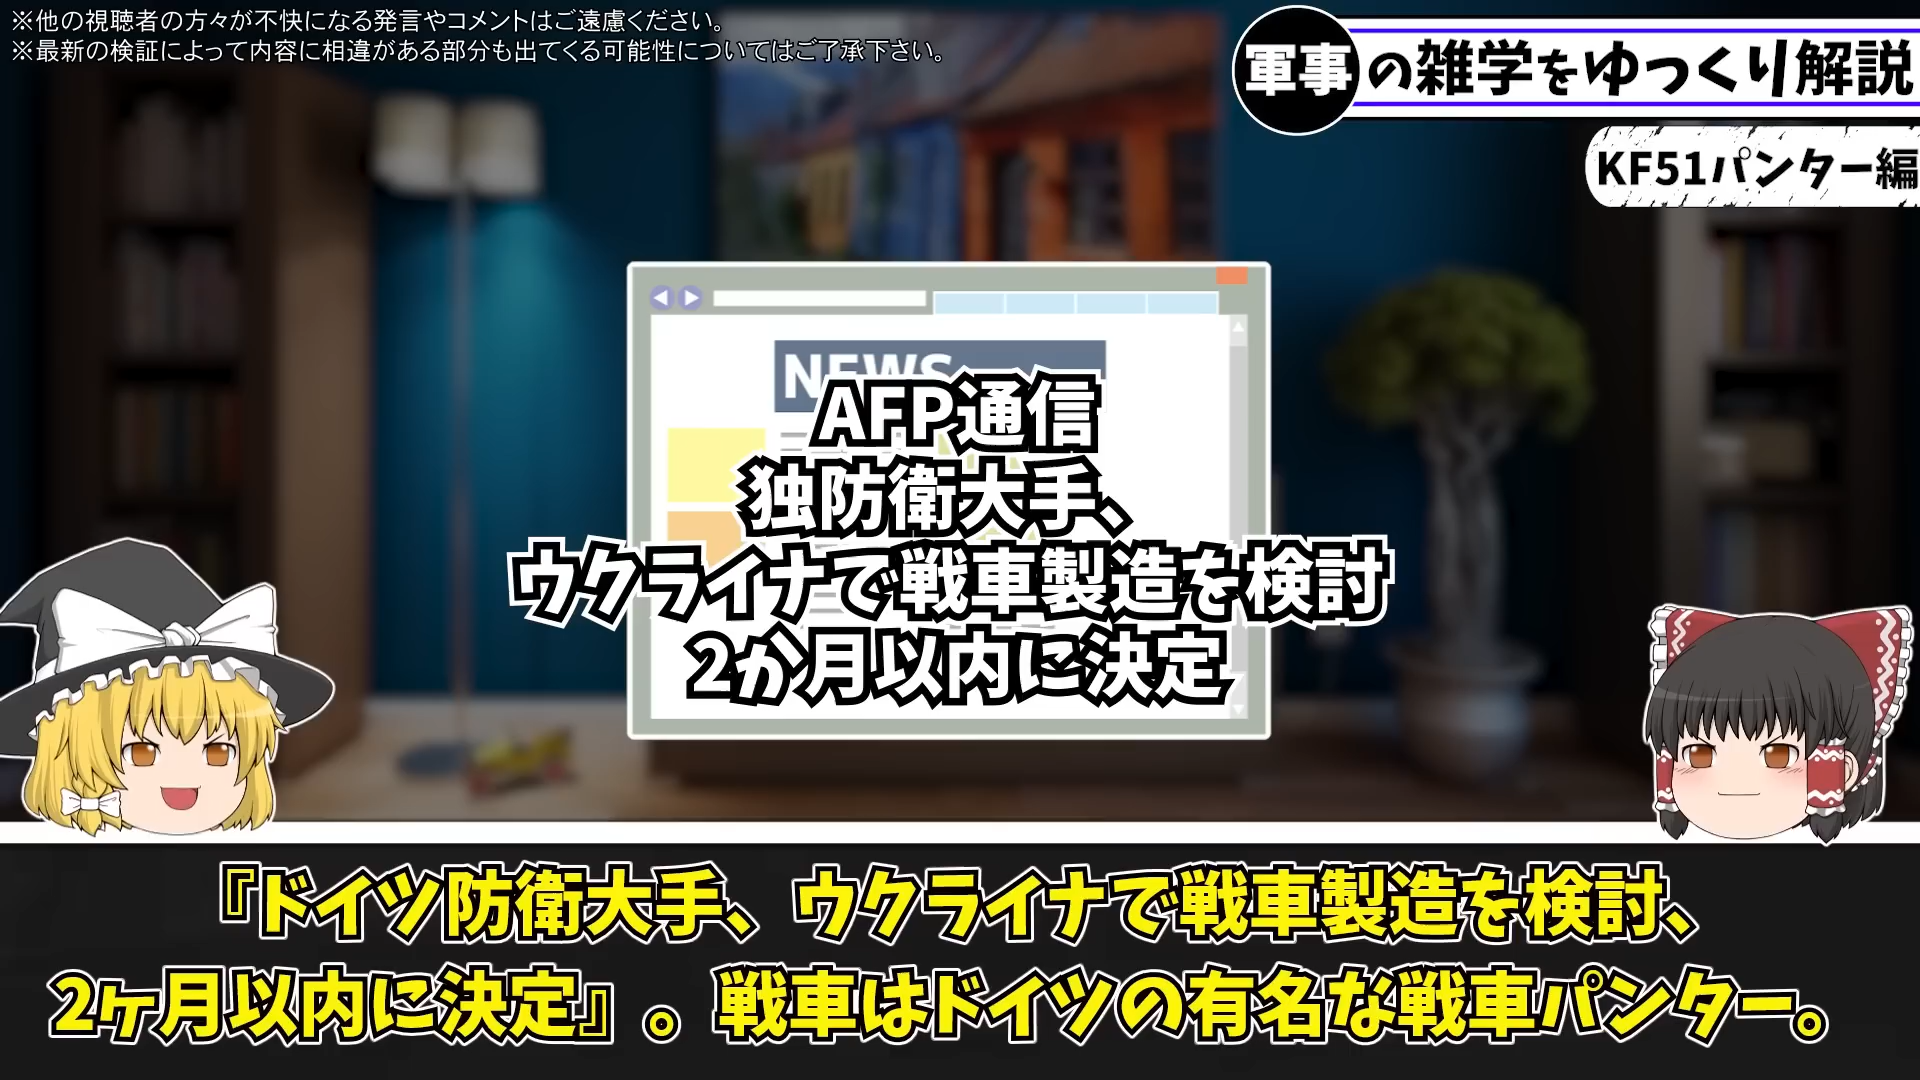 ※他の視聴者の方々が不快になる発言やコメントはご遠慮ください。
※最新の検証によって内容に相違がある部分も出てくる可能性についてはご了承下さい。
軍事の雑学をゆっくり解説
KF51パンター編
NEWS
AFP通信
独防衛大手、
ウクライナで戦車製造を検討
2か月以内に決定
『ドイツ防衛大手、ウクライナで戦車製造を検討、
2ヶ月以内に決定』。戦車はドイツの有名な戦車パンター。